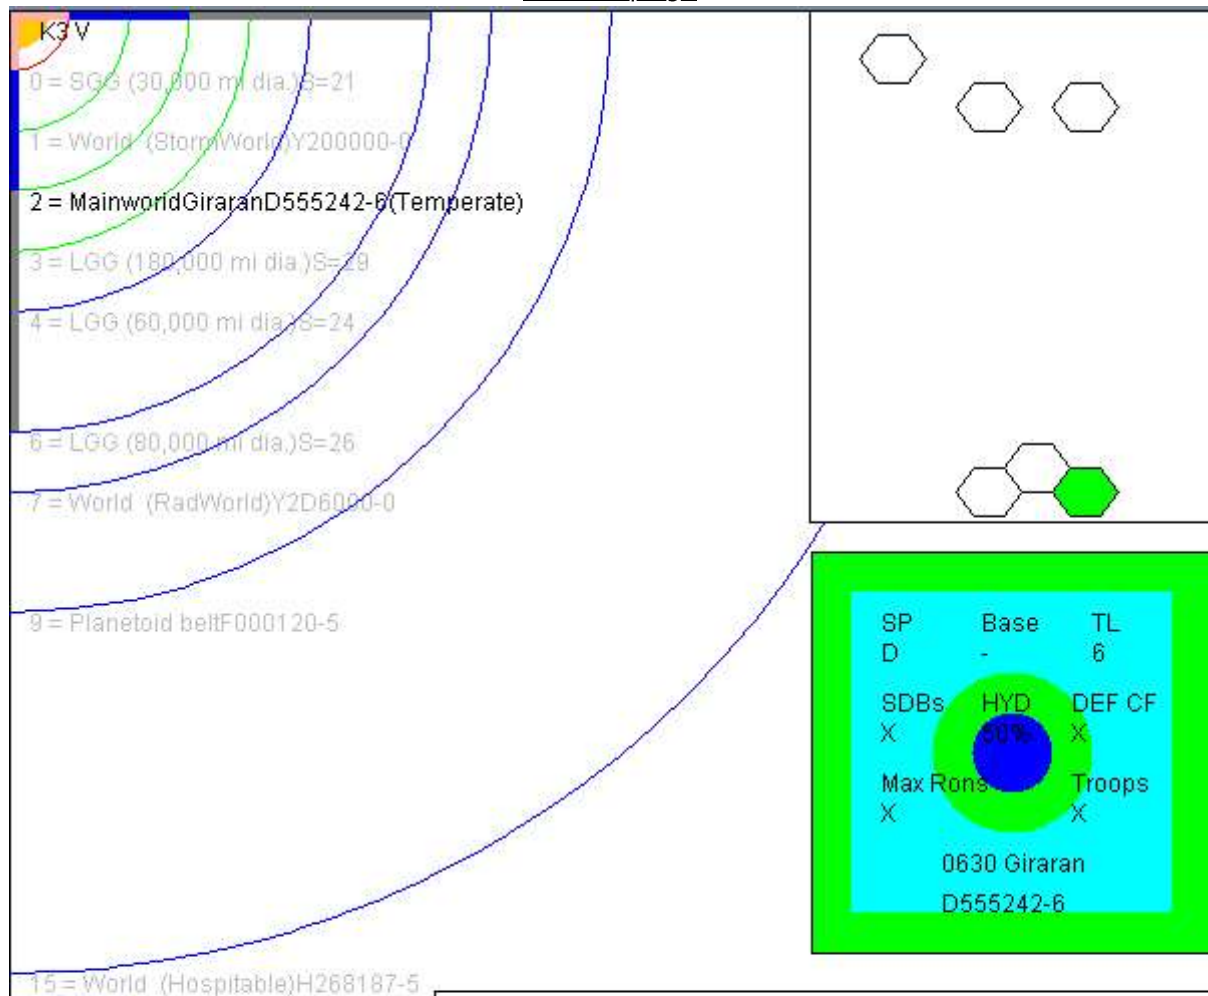 K3 V
0 = SGG (30,000 mi dia.)S=21
1 = World (StormWorld)Y200000-0
2 = MainworldGiraranD555242-6(Temperate)
3 = LGG (180,000 mi dia.)S=29
4 = LGG (60,000 mi dia.)S=24
6 = LGG (80,000 mi dia.)S=26
7 = World (RadWorld)Y2D6000-0
9 = Planetoid beltF000120-5
15 = World (Hospitable)H268187-5
SP Base TL
D - 6
SDBs HYD DEF CF
X 50% X
Max Rons Troops
X X
0630 Giraran
D555242-6